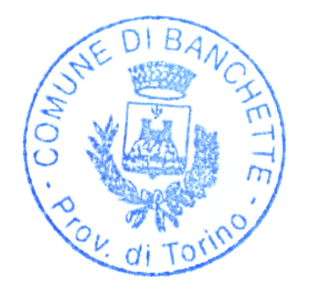 COMUNE DI BANCHETTE
- Prov. di Torino -